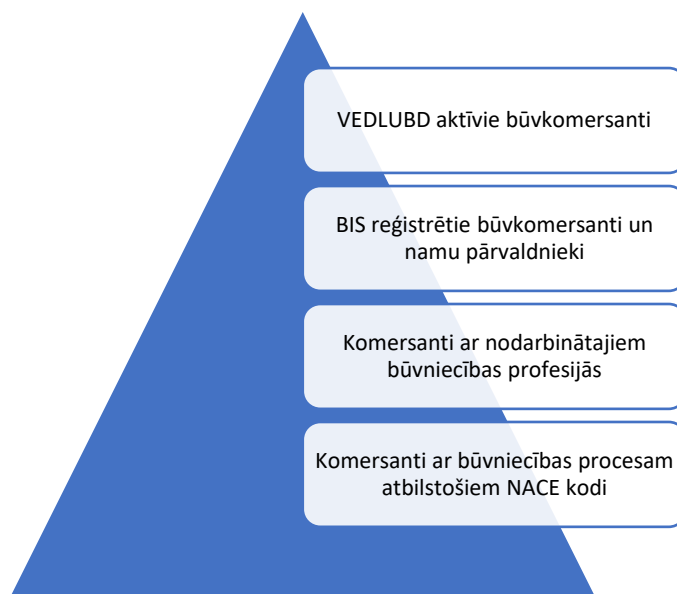 VEDLUBD aktīvie būvkomersanti
BIS reģistrētie būvkomersanti un
namu pārvaldnieki
Komersanti ar nodarbinātajiem
būvniecības profesijās
Komersanti ar būvniecības procesam
atbilstošiem NACE kodi